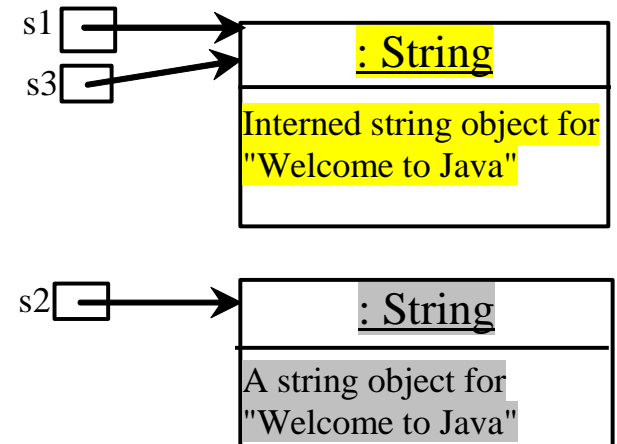 s1
: String
s3
Interned string object for
"Welcome to Java"
s2
: String
A string object for
"Welcome to Java"